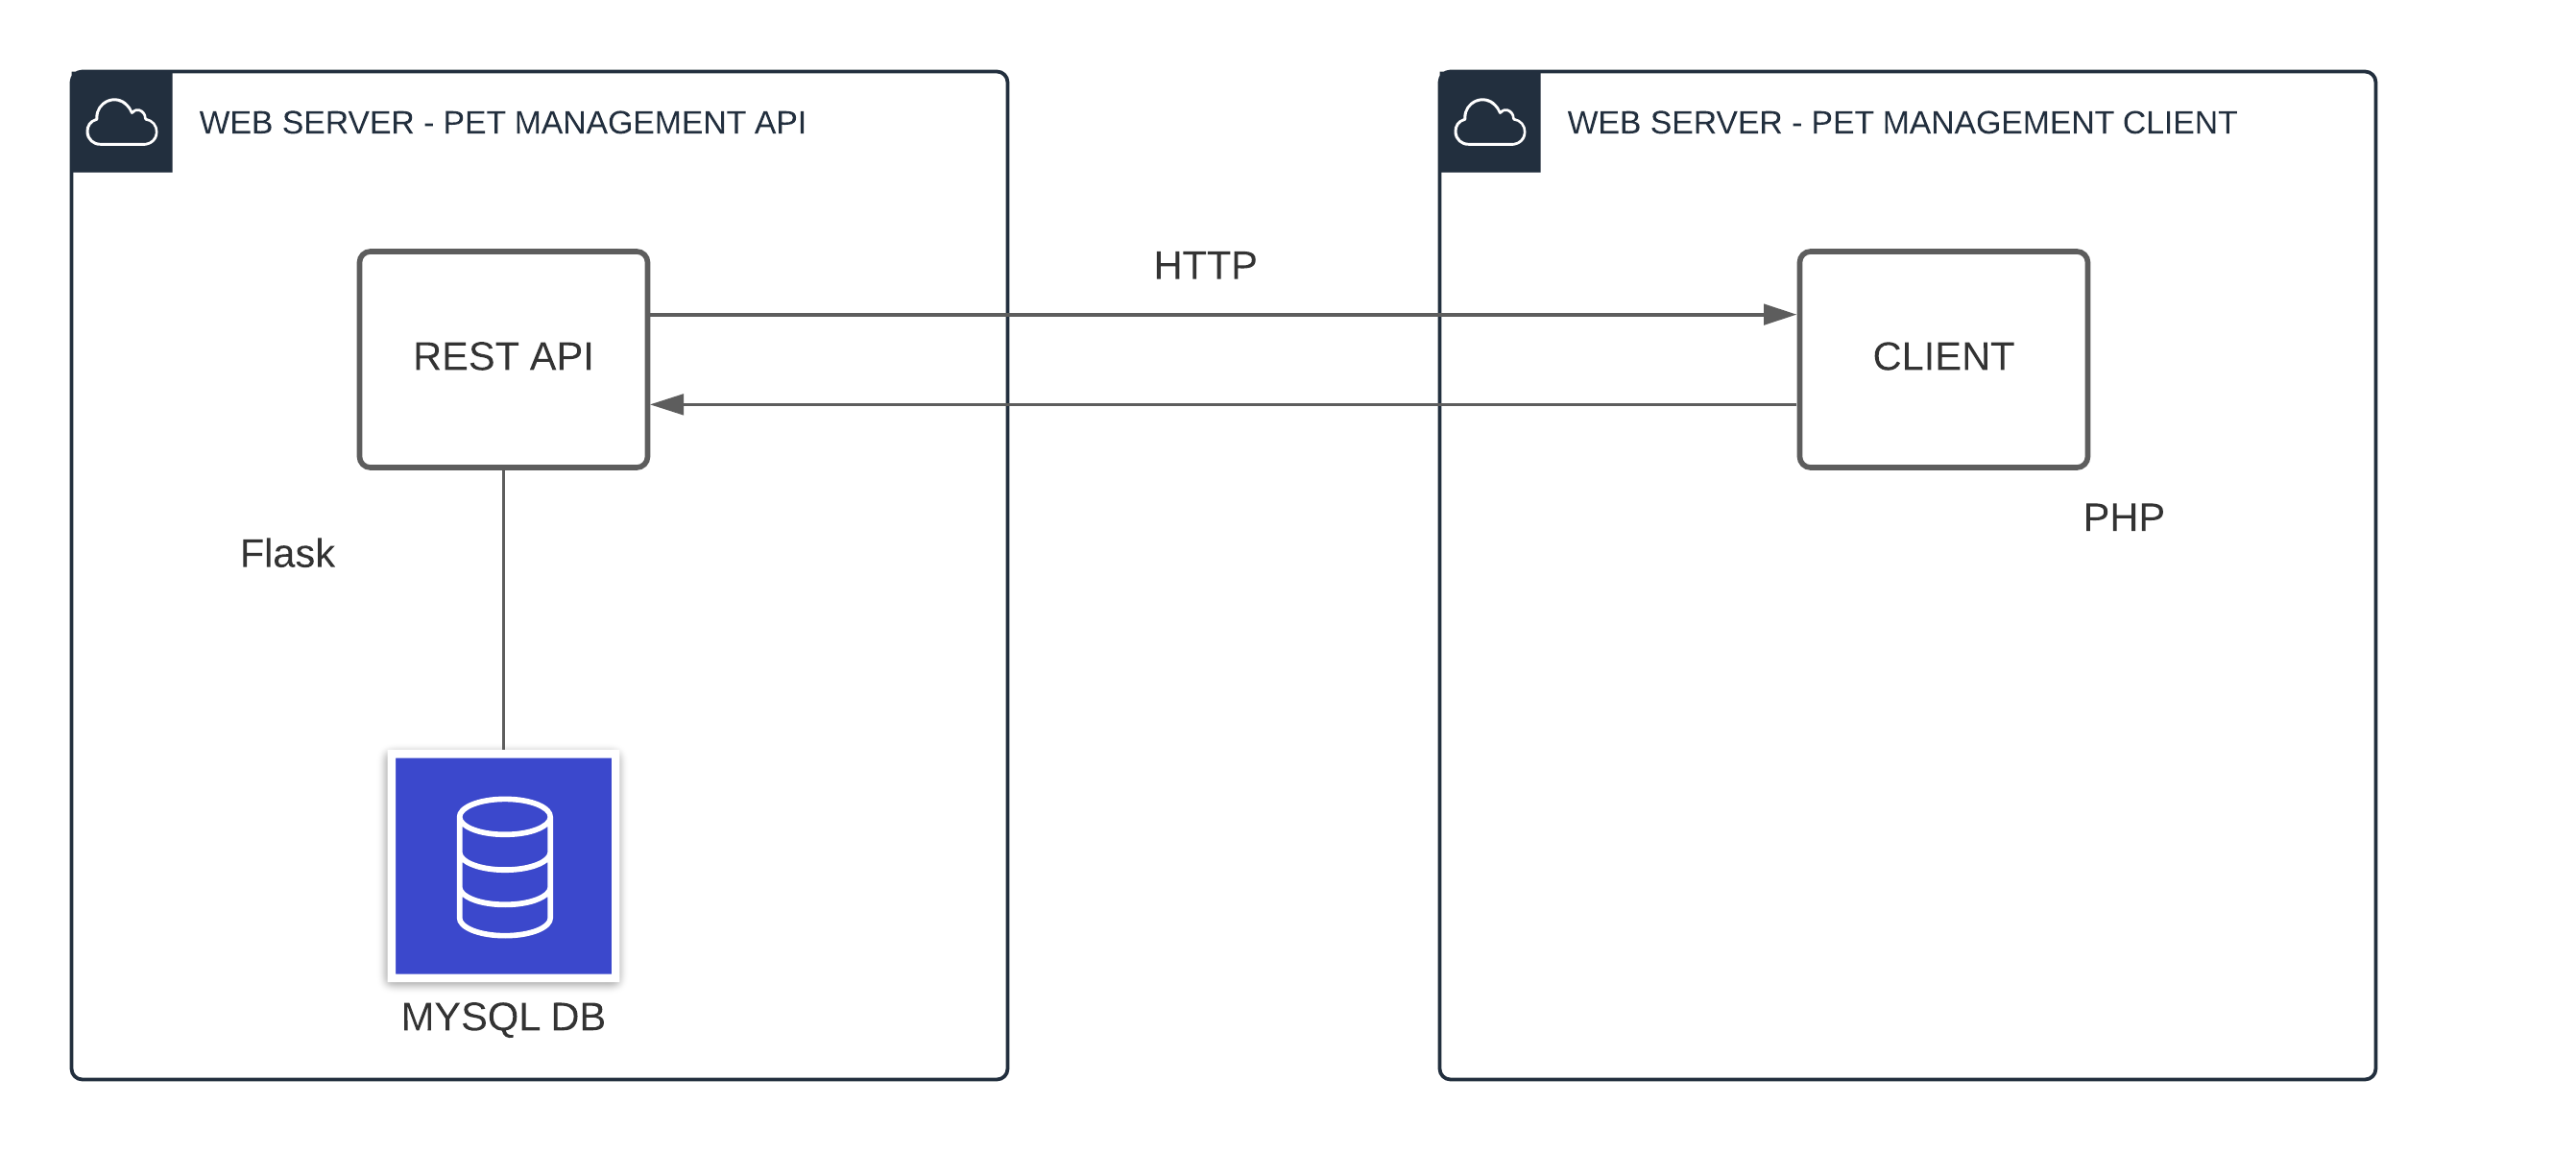 WEB SERVER - PET MANAGEMENT API
WEB SERVER - PET MANAGEMENT CLIENT
HTTP
REST API
CLIENT
PHP
Flask
MYSQL DB